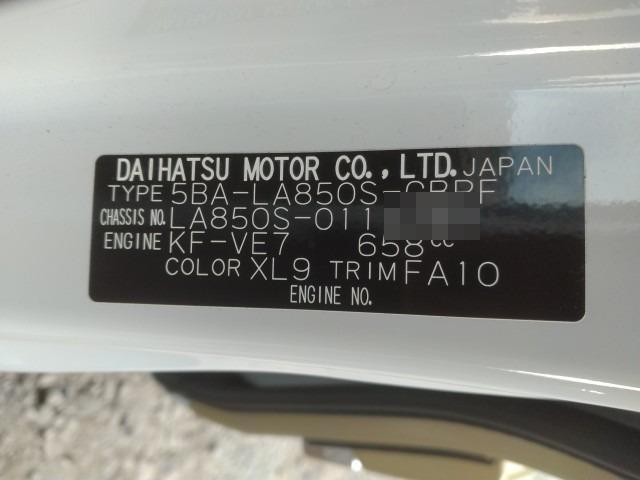 DAIHATSU MOTOR CO., LTD. JAPAN
TYPE 5BA-LA850S-GBPF
CHASSIS NO. LA850S-011
ENGINE KF-VE7 658cc
COLOR XL9 TRIM FA10
ENGINE NO.